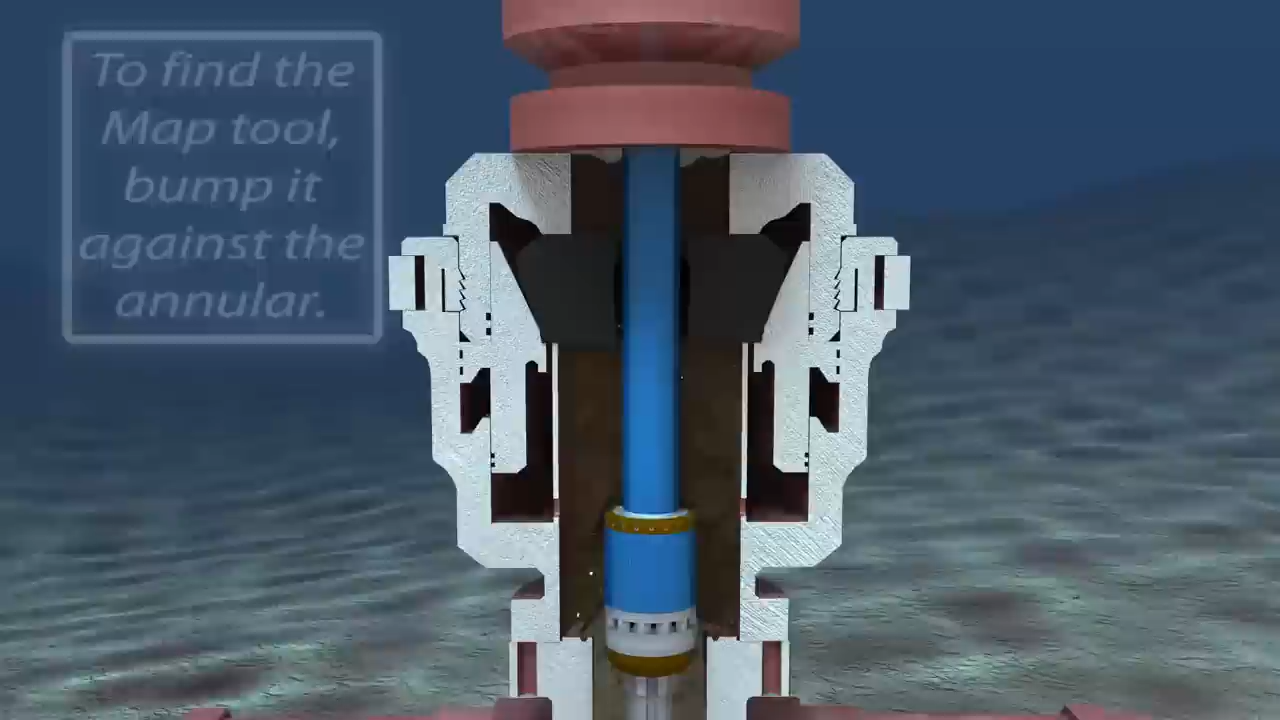 To find the
Map tool,
bump it
against the
annular.